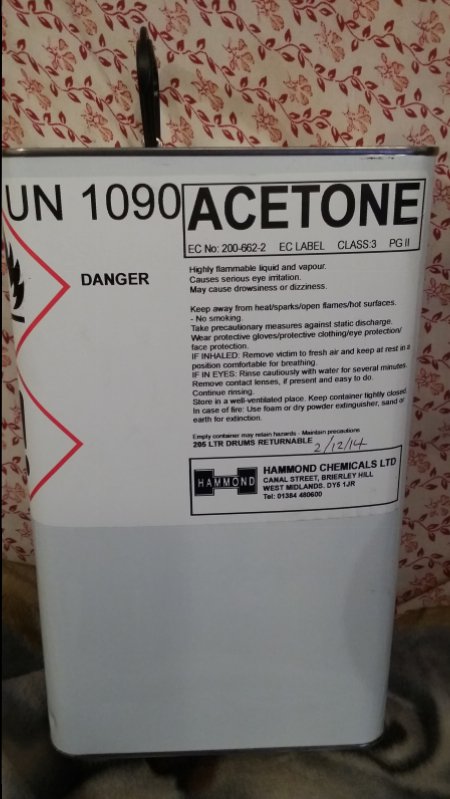 UN 1090
ACETONE
EC No: 200-662-2 EC LABEL CLASS:3 PG II
DANGER
Highly flammable liquid and vapour.
Causes serious eye irritation.
May cause drowsiness or dizziness.
Keep away from heat/sparks/open flames/hot surfaces.
- No smoking.
Take precautionary measures against static discharge.
Wear protective gloves/protective clothing/eye protection/
face protection.
IF INHALED: Remove victim to fresh air and keep at rest in a
position comfortable for breathing.
IF IN EYES: Rinse cautiously with water for several minutes.
Remove contact lenses, if present and easy to do.
Continue rinsing.
Store in a well-ventilated place. Keep container tightly closed.
In case of fire: Use foam or dry powder extinguisher, sand or
earth for extinction.
Empty container may retain hazards - Maintain precautions
205 LTR DRUMS RETURNABLE 2/12/14
HAMMOND
HAMMOND CHEMICALS LTD
CANAL STREET, BRIERLEY HILL
WEST MIDLANDS. DY5 1JR
Tel: 01384 480600